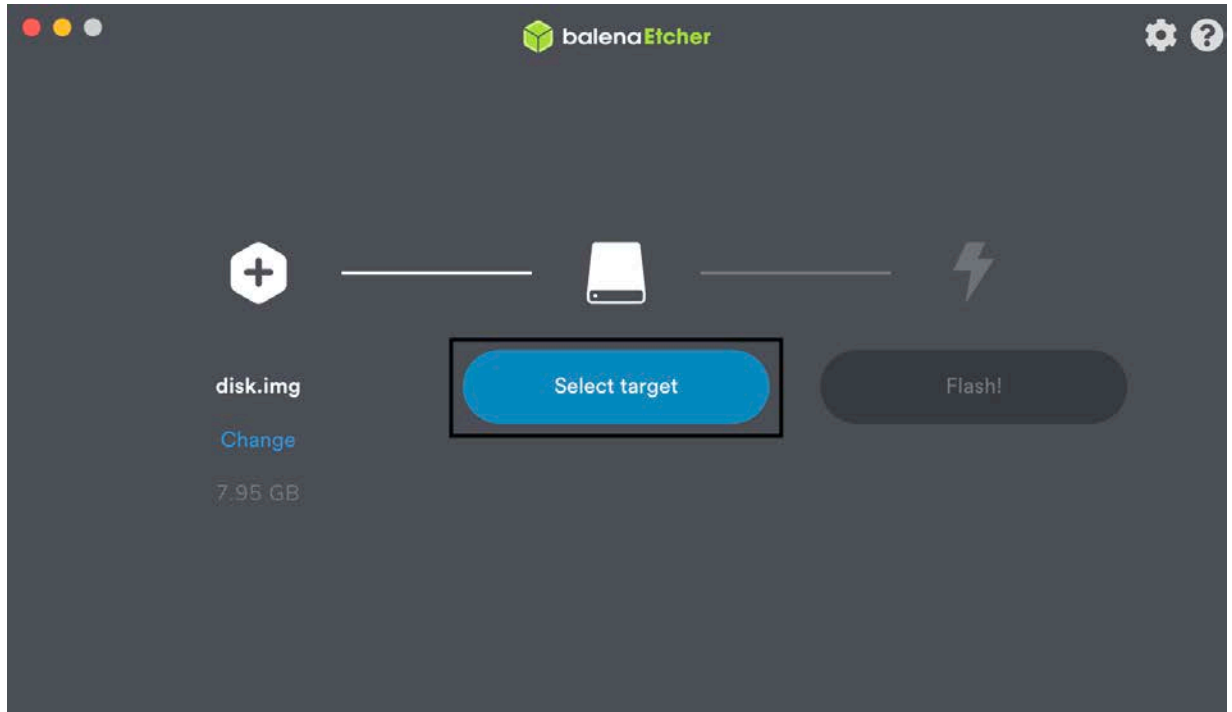 balenaEtcher
disk.img
Change
7.95 GB
Select target
Flash!